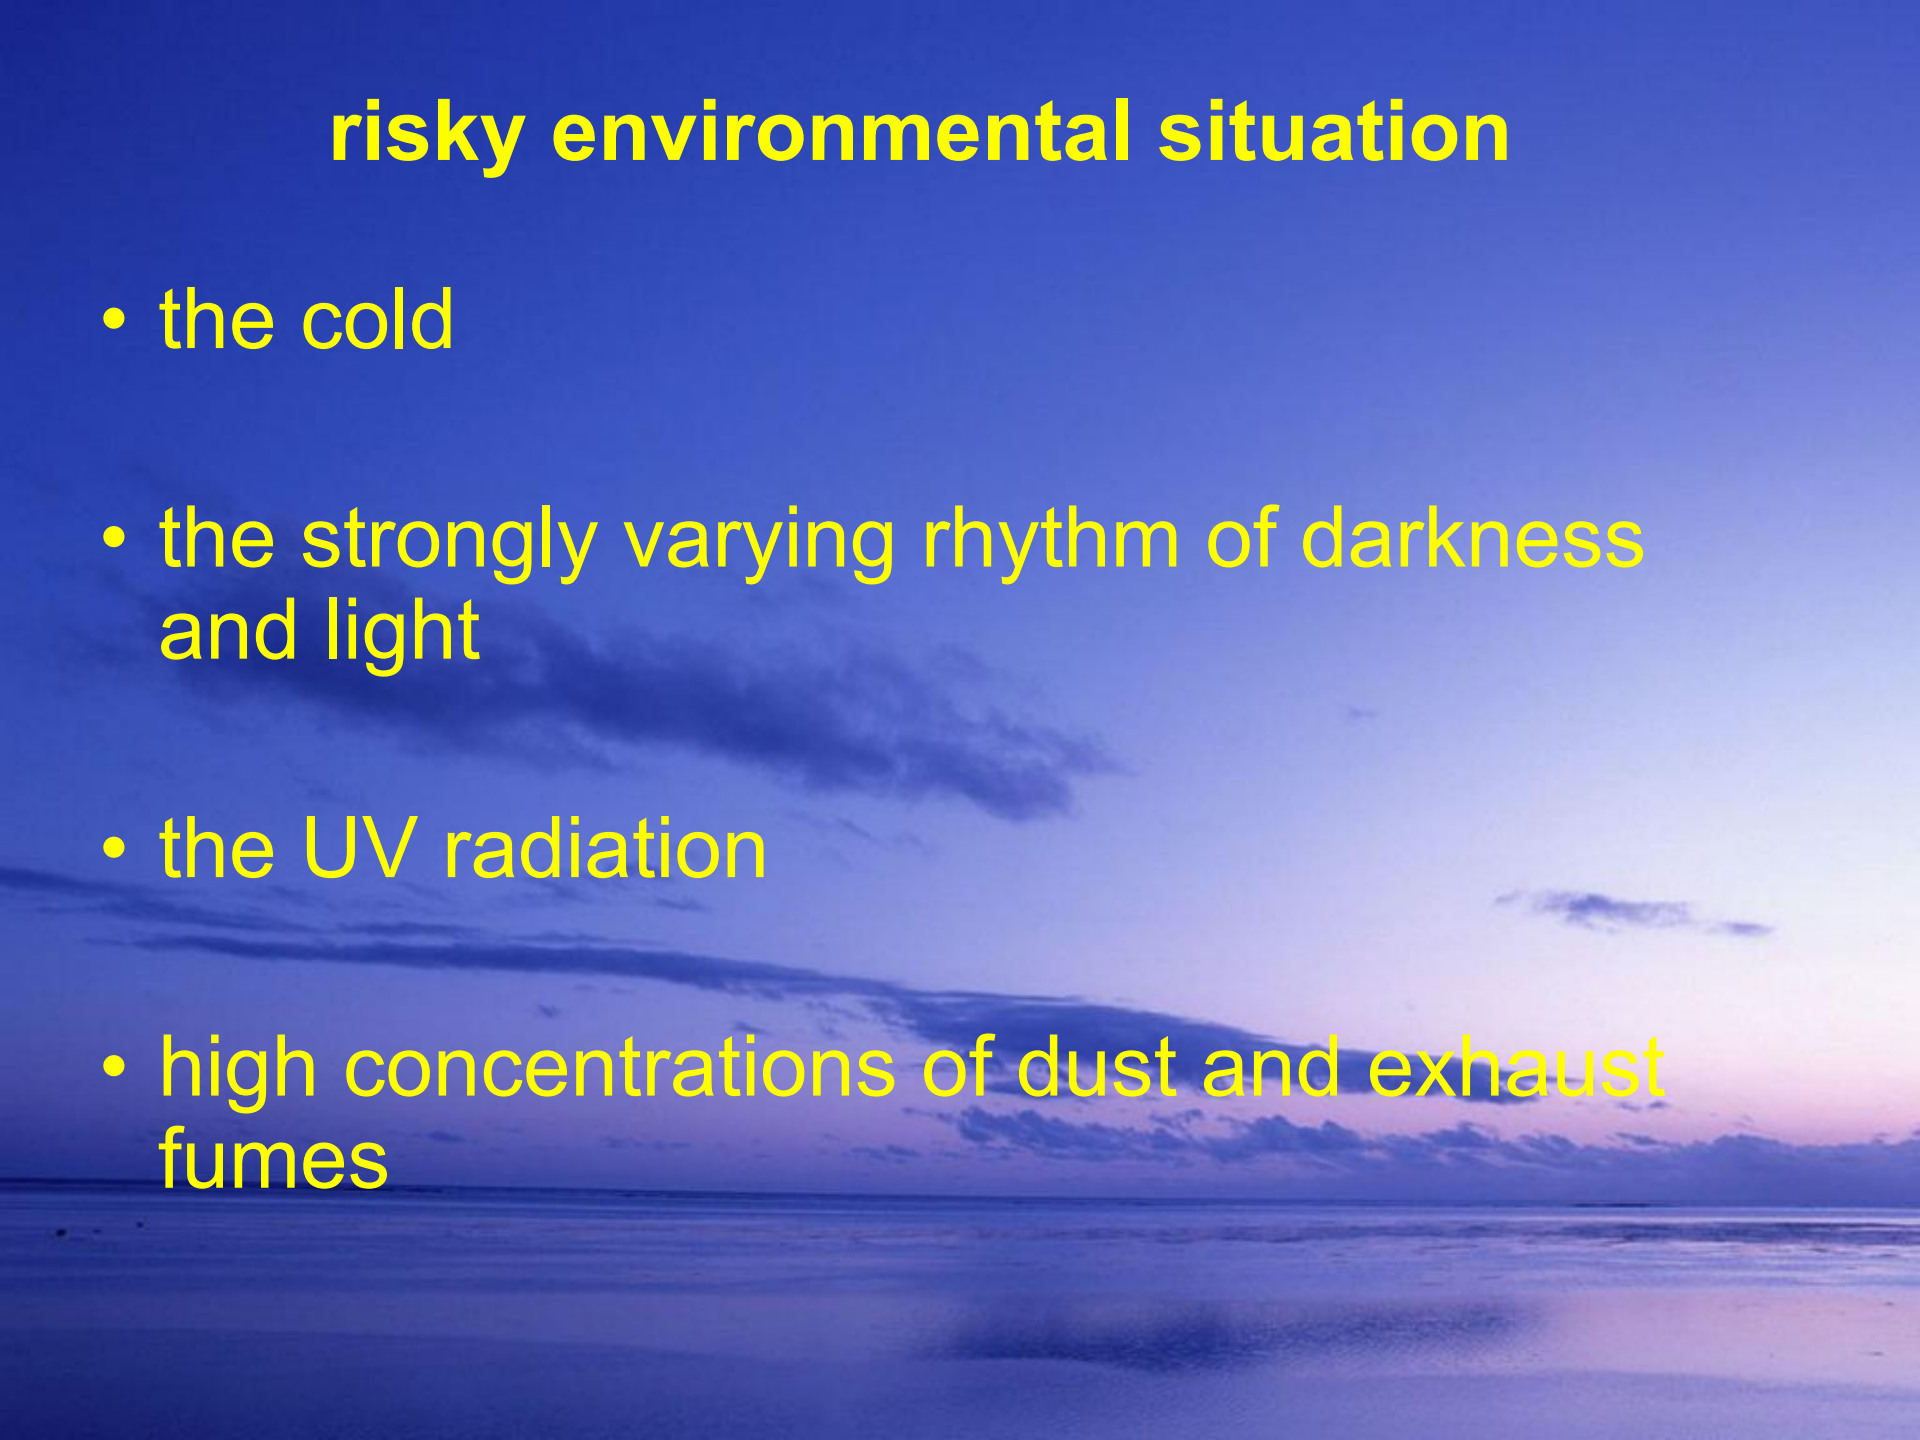 risky environmental situation
• the cold
• the strongly varying rhythm of darkness
and light
• the UV radiation
• high concentrations of dust and exhaust
fumes